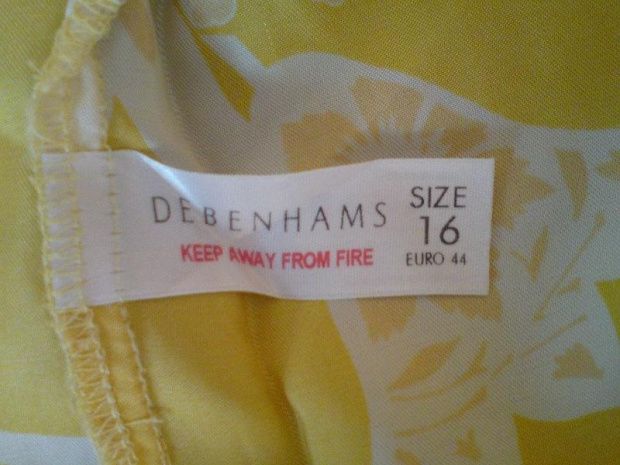 DEBENHAMS
KEEP AWAY FROM FIRE
SIZE
16
EURO 44